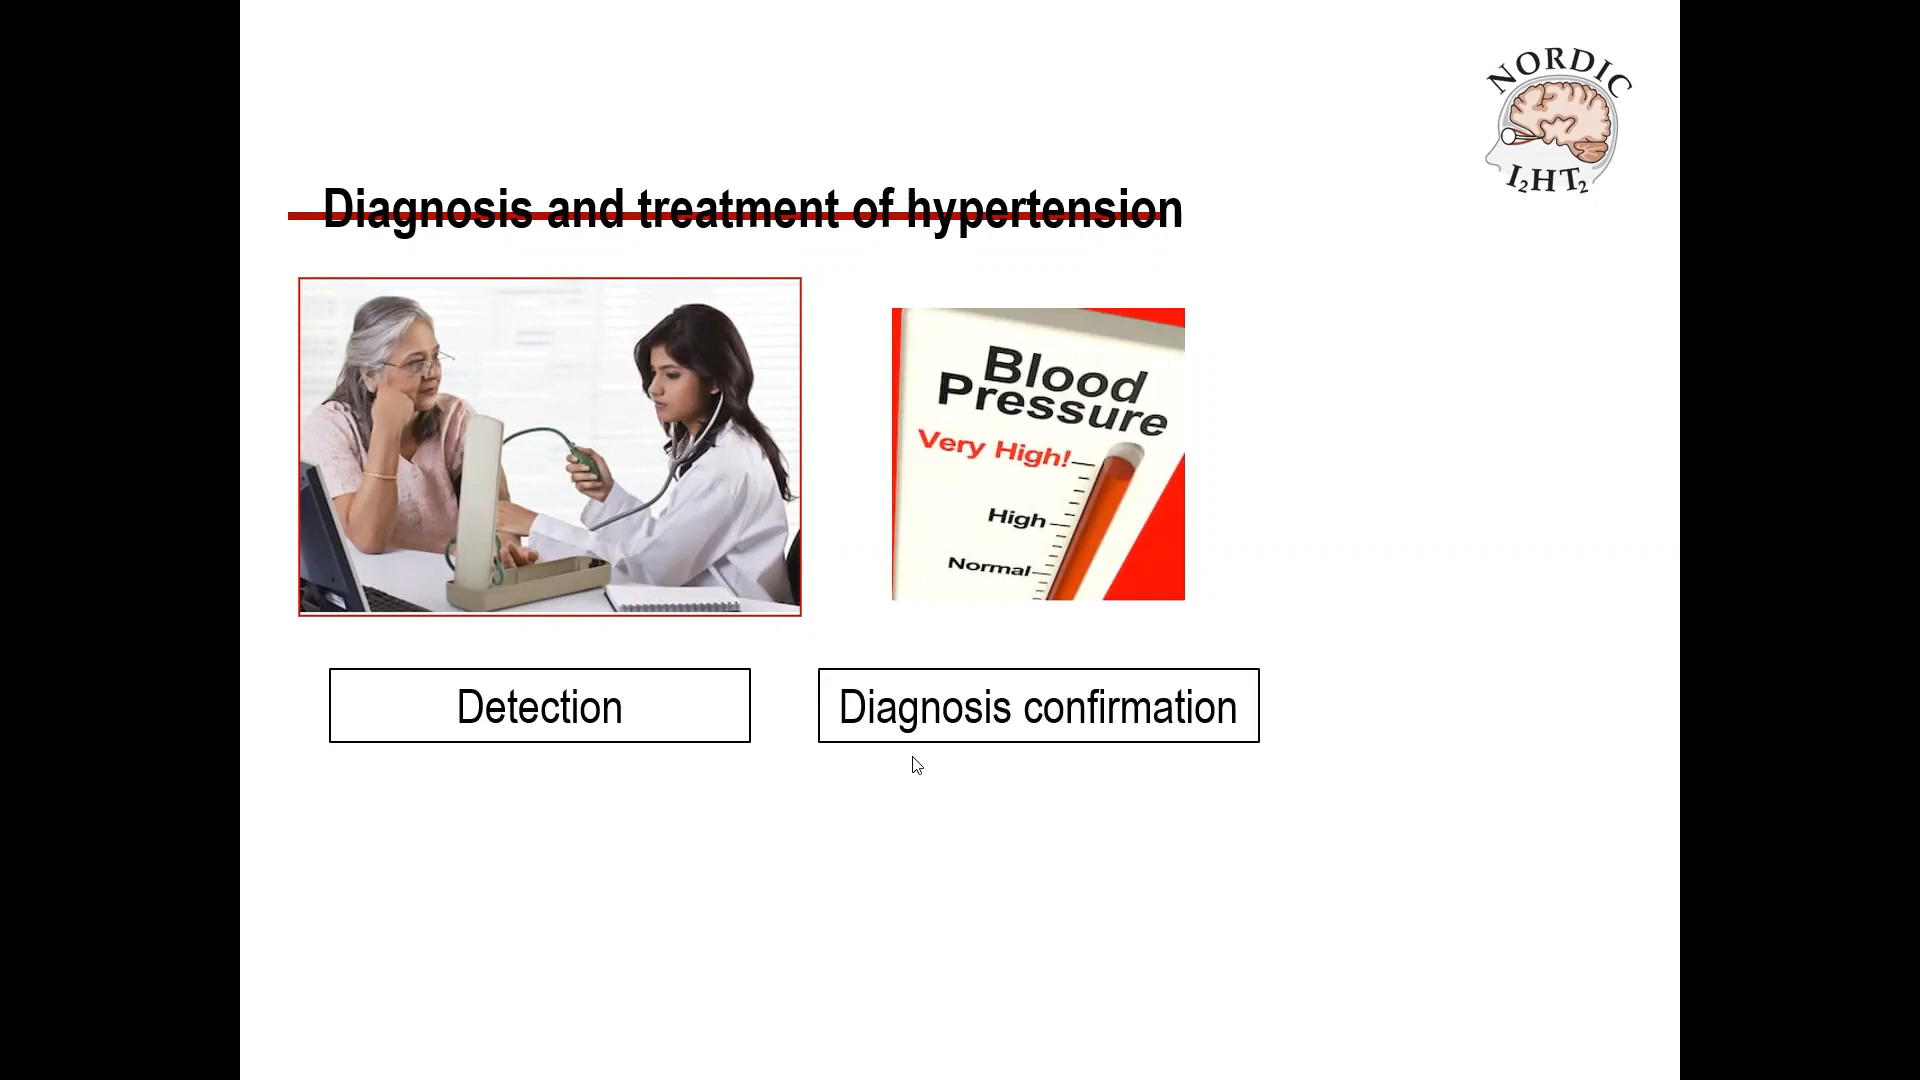 NORDIC
I2HT2
Diagnosis and treatment of hypertension
Blood
Pressure
Very High!
High
Normal
Detection
Diagnosis confirmation